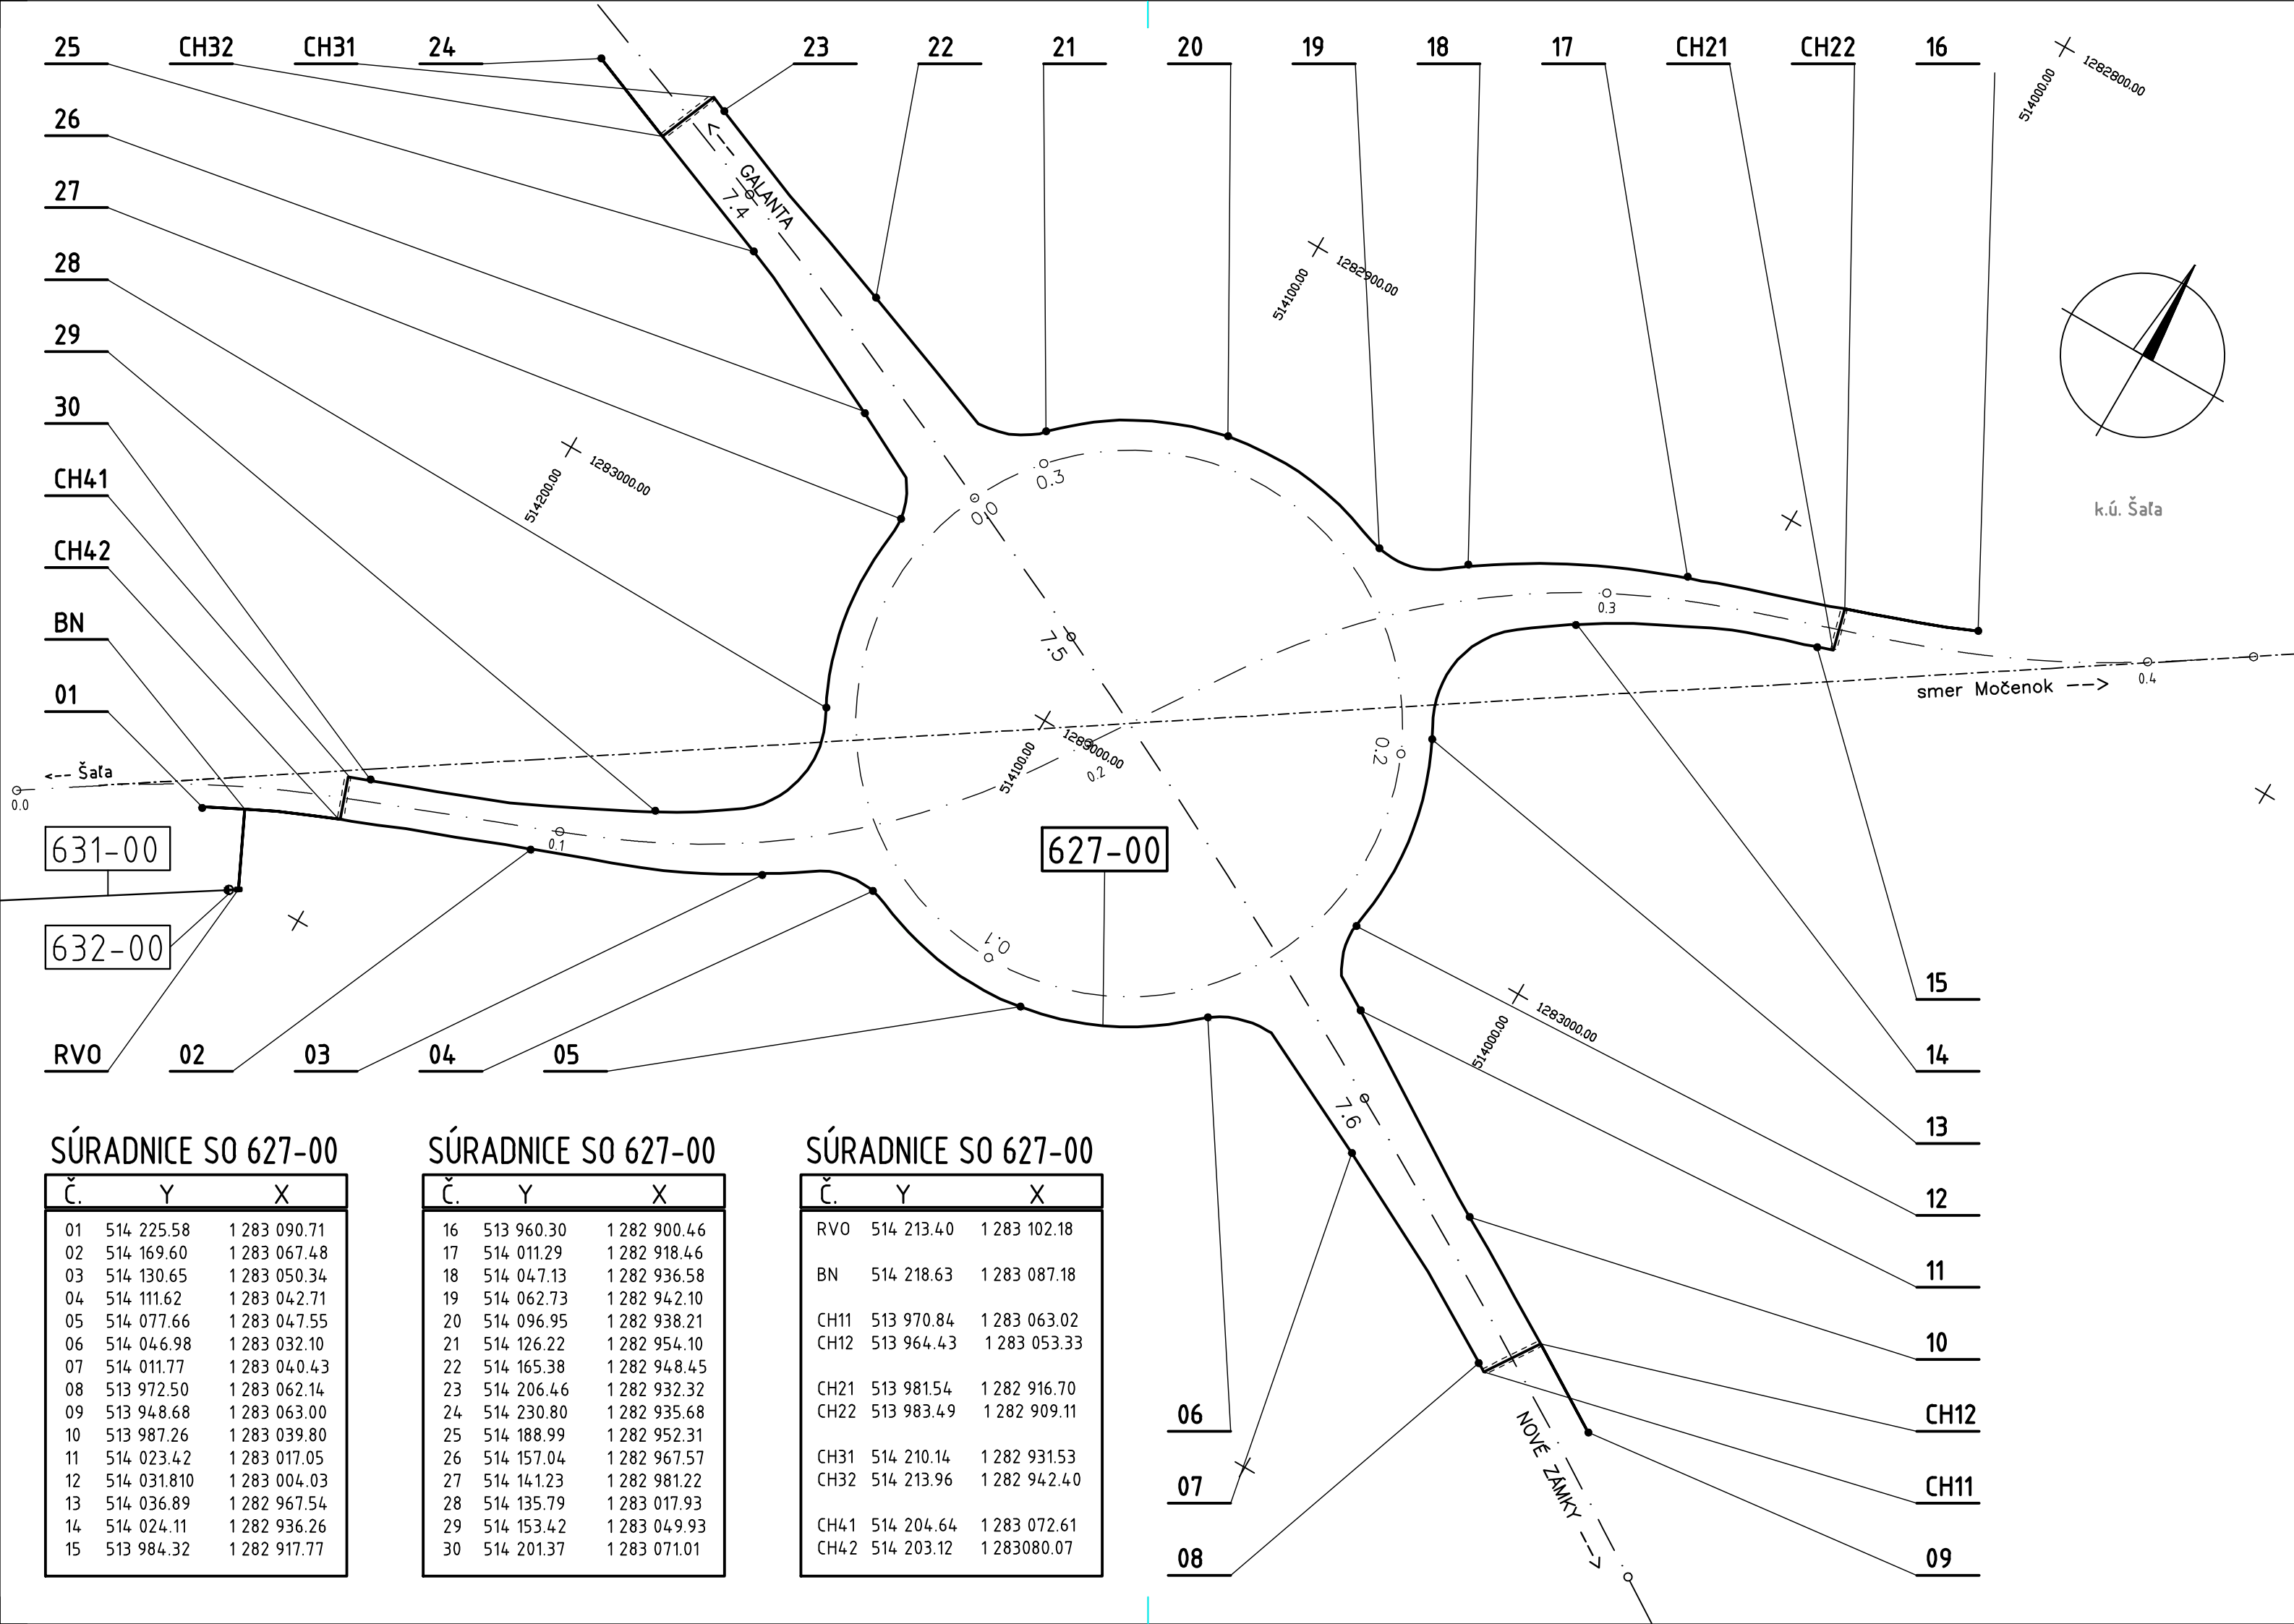 25 CH32 CH31 24 23 22 21 20 19 18 17 CH21 CH22 16
514000.00 1282800.00
26
27
28
29
30
CH41
CH42
BN
01
GALANTA
7.4
514100.00 1282900.00
514200.00 1283000.00
k.ú. Šaľa
0.3
0.0
7.5
0.3
0.2
514100.00 1283000.00
0.2
smer Močenok -->
0.4
<-- Šaľa
0.0
0.1
631-00
627-00
632-00
0.1
514000.00 1283000.00
7.6
NOVÉ ZÁMKY
RVO 02 03 04 05
15
14
13
12
11
10
CH12
CH11
09
06
07
08
SÚRADNICE SO 627-00
Č. Y X
01 514 225.58 1 283 090.71
02 514 169.60 1 283 067.48
03 514 130.65 1 283 050.34
04 514 111.62 1 283 042.71
05 514 077.66 1 283 047.55
06 514 046.98 1 283 032.10
07 514 011.77 1 283 040.43
08 513 972.50 1 283 062.14
09 513 948.68 1 283 063.00
10 513 987.26 1 283 039.80
11 514 023.42 1 283 017.05
12 514 031.810 1 283 004.03
13 514 036.89 1 282 967.54
14 514 024.11 1 282 936.26
15 513 984.32 1 282 917.77
SÚRADNICE SO 627-00
Č. Y X
16 513 960.30 1 282 900.46
17 514 011.29 1 282 918.46
18 514 047.13 1 282 936.58
19 514 062.73 1 282 942.10
20 514 096.95 1 282 938.21
21 514 126.22 1 282 954.10
22 514 165.38 1 282 948.45
23 514 206.46 1 282 932.32
24 514 230.80 1 282 935.68
25 514 188.99 1 282 952.31
26 514 157.04 1 282 967.57
27 514 141.23 1 282 981.22
28 514 135.79 1 283 017.93
29 514 153.42 1 283 049.93
30 514 201.37 1 283 071.01
SÚRADNICE SO 627-00
Č. Y X
RVO 514 213.40 1 283 102.18
BN 514 218.63 1 283 087.18
CH11 513 970.84 1 283 063.02
CH12 513 964.43 1 283 053.33
CH21 513 981.54 1 282 916.70
CH22 513 983.49 1 282 909.11
CH31 514 210.14 1 282 931.53
CH32 514 213.96 1 282 942.40
CH41 514 204.64 1 283 072.61
CH42 514 203.12 1 283080.07